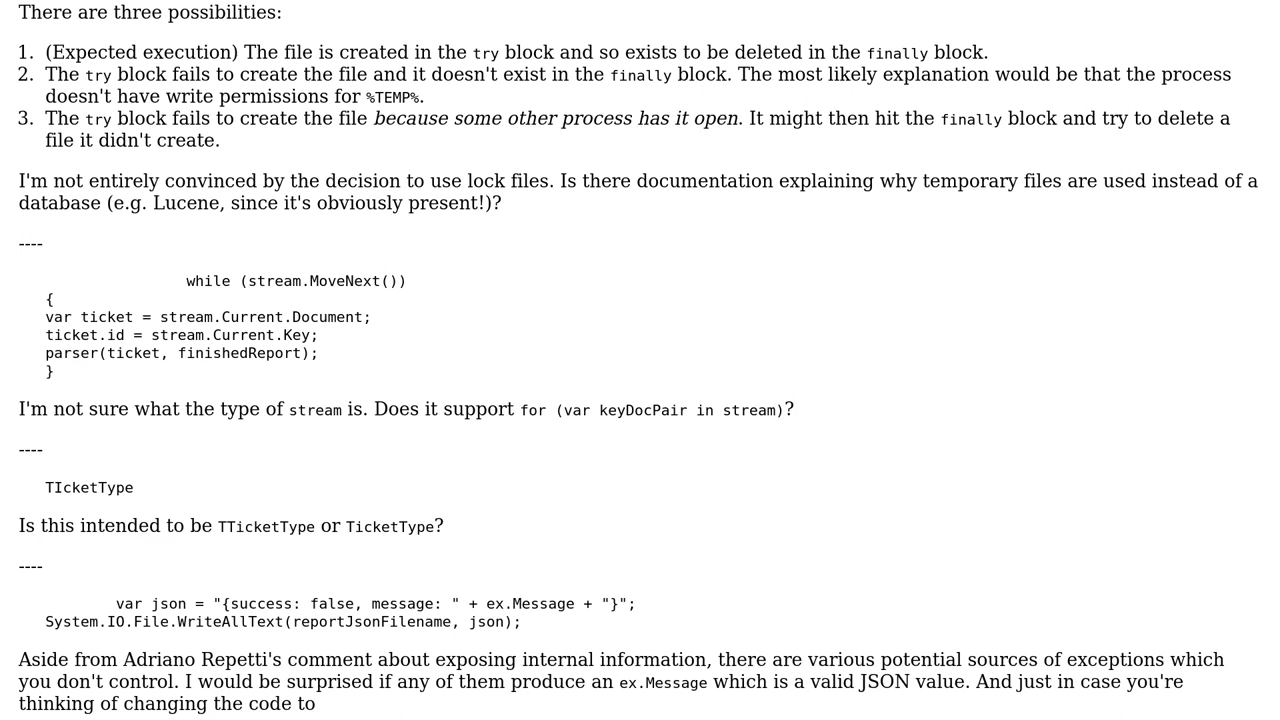 There are three possibilities:
1. (Expected execution) The file is created in the try block and so exists to be deleted in the finally block.
2. The try block fails to create the file and it doesn't exist in the finally block. The most likely explanation would be that the process
doesn't have write permissions for %TEMP%.
3. The try block fails to create the file because some other process has it open. It might then hit the finally block and try to delete a
file it didn't create.
I'm not entirely convinced by the decision to use lock files. Is there documentation explaining why temporary files are used instead of a
database (e.g. Lucene, since it's obviously present!)?
----
while (stream.MoveNext())
{
var ticket = stream.Current.Document;
ticket.id = stream.Current.Key;
parser(ticket, finishedReport);
}
I'm not sure what the type of stream is. Does it support for (var keyDocPair in stream)?
----
TIcketType
Is this intended to be TTicketType or TicketType?
----
var json = "{success: false, message: " + ex.Message + "}";
System.IO.File.WriteAllText(reportJsonFilename, json);
Aside from Adriano Repetti's comment about exposing internal information, there are various potential sources of exceptions which
you don't control. I would be surprised if any of them produce an ex.Message which is a valid JSON value. And just in case you're
thinking of changing the code to